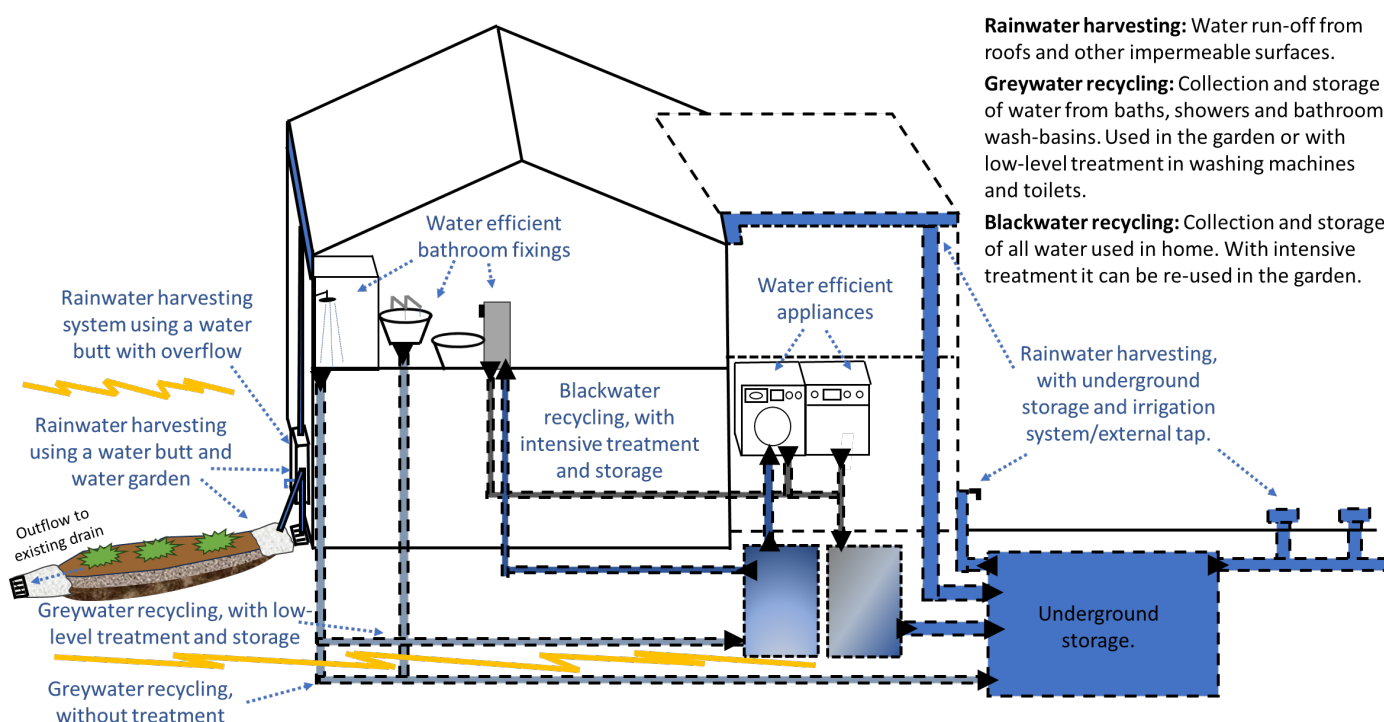 Rainwater harvesting: Water run-off from
roofs and other impermeable surfaces.
Greywater recycling: Collection and storage
of water from baths, showers and bathroom
wash-basins. Used in the garden or with
low-level treatment in washing machines
and toilets.
Blackwater recycling: Collection and storage
of all water used in home. With intensive
treatment it can be re-used in the garden.
Water efficient
bathroom fixings
Water efficient
appliances
Rainwater harvesting
system using a water
butt with overflow
Rainwater harvesting
using a water butt and
water garden
Outflow to
existing drain
Blackwater
recycling, with
intensive treatment
and storage
Rainwater harvesting,
with underground
storage and irrigation
system/external tap.
Greywater recycling, with low-
level treatment and storage
Greywater recycling,
without treatment
Underground
storage.